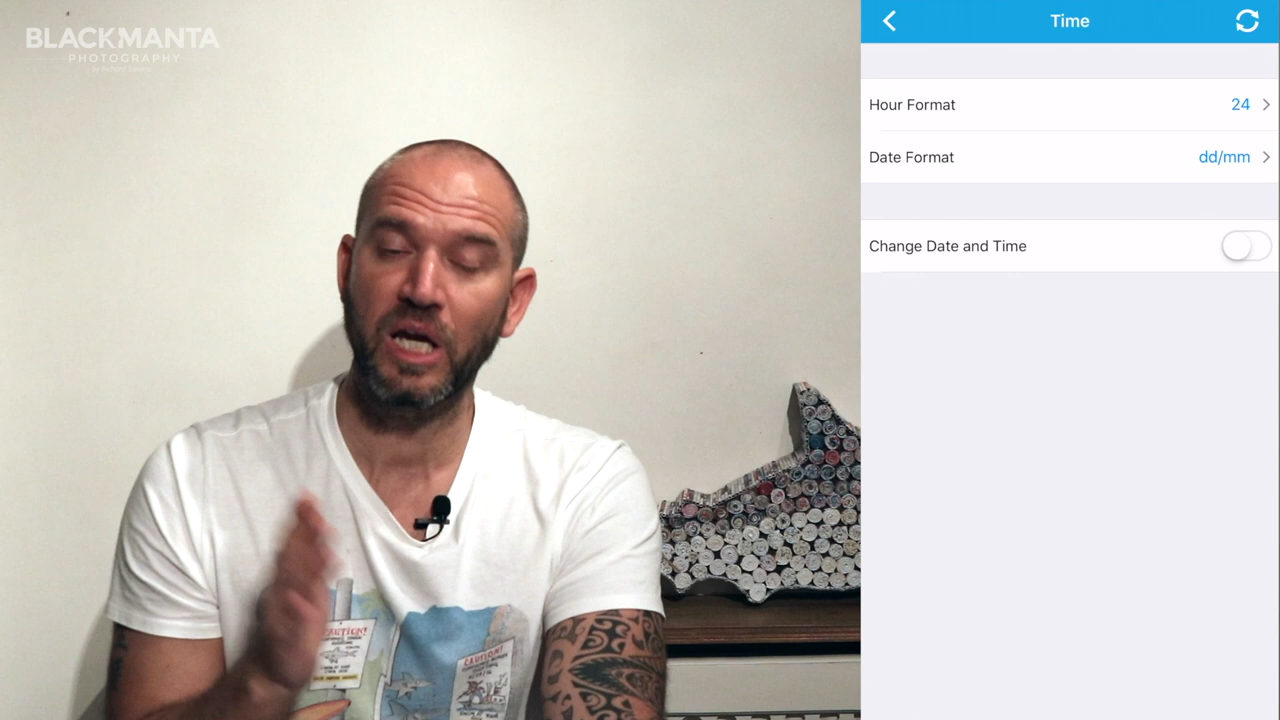 BLACKMANTA
PHOTOGRAPHY
Time
Hour Format 24
Date Format dd/mm
Change Date and Time
CAUTION!
CAUTION!